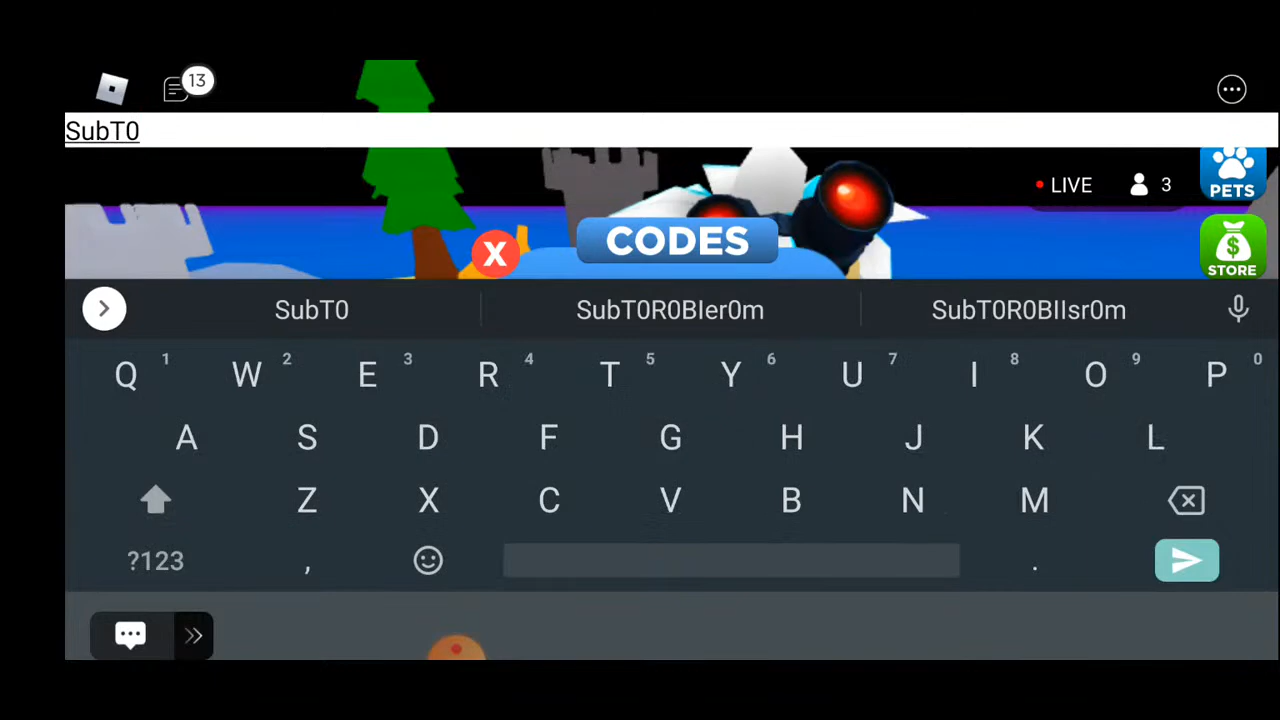 13
SubT0
LIVE 3
PETS
X CODES
STORE
SubT0 SubT0R0BIer0m SubT0R0BIIsr0m
Q 1 W 2 E 3 R 4 T 5 Y 6 U 7 I 8 O 9 P 0
A S D F G H J K L
Z X C V B N M
?123 , .